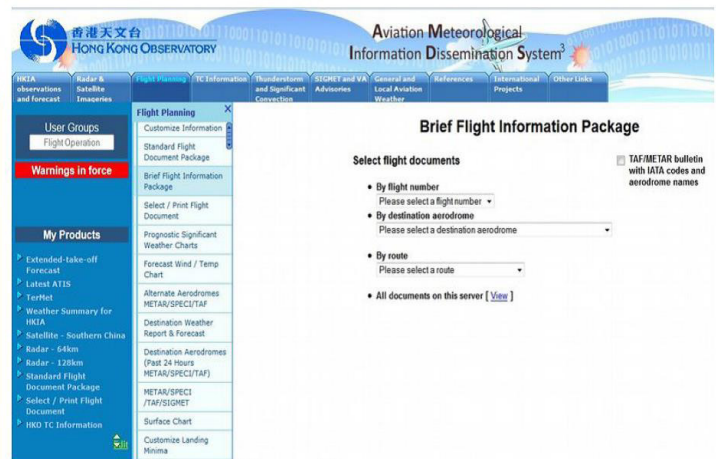 香港天文台
HONG KONG OBSERVATORY
Aviation Meteorological
Information Dissemination System3
HKIA
observations
and forecast
Radar &
Satellite
Imageries
Flight Planning
TC Information
Thunderstorm
and Significant
Convection
SIGMET and VA
Advisories
General and
Local Aviation
Weather
References
International
Projects
Other Links
User Groups
Flight Operation
Warnings in force
My Products
Extended-take-off
Forecast
Latest ATIS
TerMet
Weather Summary for
HKIA
Satellite - Southern China
Radar - 64km
Radar - 128km
Standard Flight
Document Package
Select / Print Flight
Document
HKO TC Information
Edit
Flight Planning X
Customize Information
Standard Flight
Document Package
Brief Flight Information
Package
Select / Print Flight
Document
Prognostic Significant
Weather Charts
Forecast Wind / Temp
Chart
Alternate Aerodromes
METAR/SPECI/TAF
Destination Weather
Report & Forecast
Destination Aerodromes
(Past 24 Hours
METAR/SPECI/TAF)
METAR/SPECI
/TAF/SIGMET
Surface Chart
Customize Landing
Minima
Brief Flight Information Package
Select flight documents
TAF/METAR bulletin
with IATA codes and
aerodrome names
• By flight number
Please select a flight number
• By destination aerodrome
Please select a destination aerodrome
• By route
Please select a route
• All documents on this server [ View ]